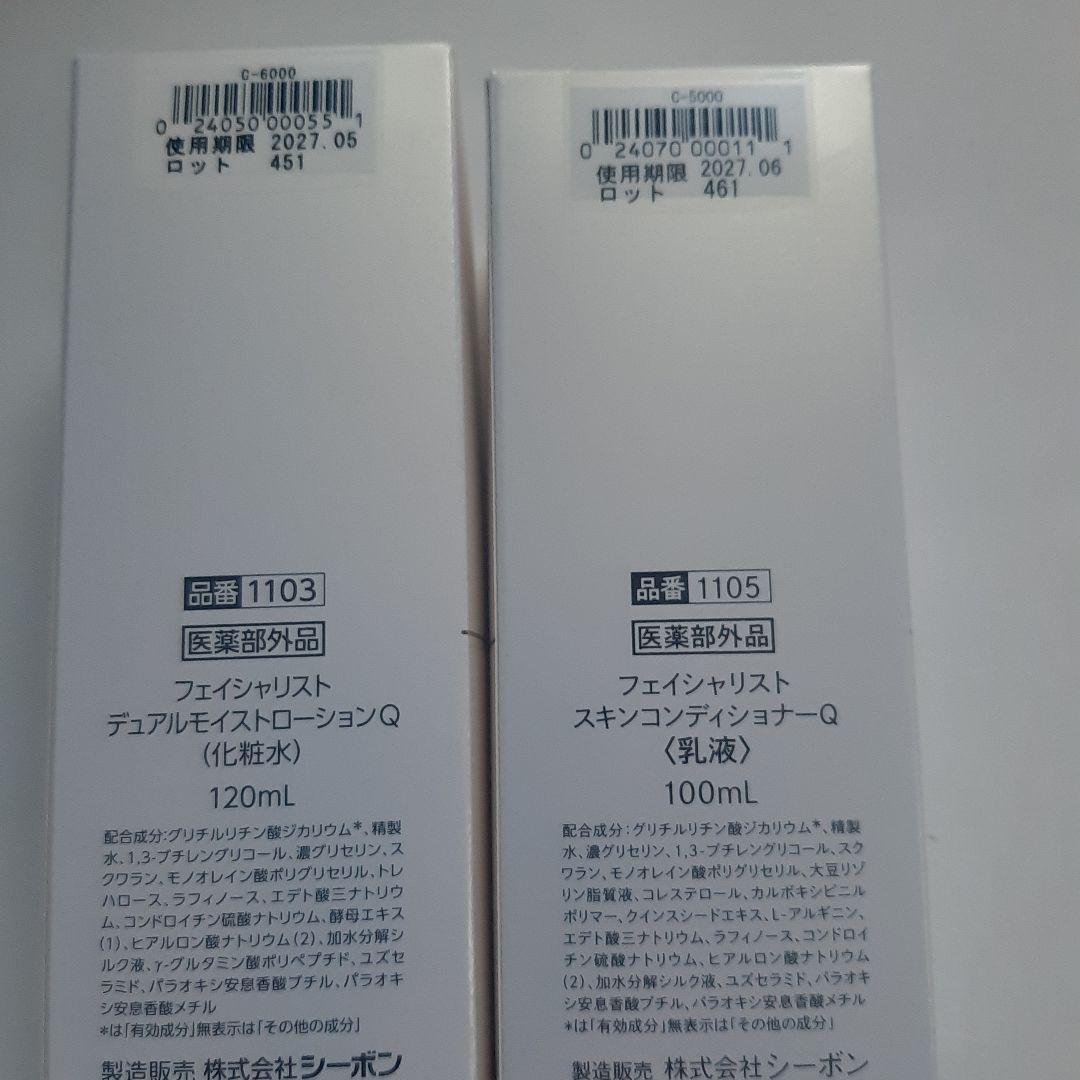 C-6000
0 24050 00055 1
使用期限 2027.05
ロット 451
品番 1103
医薬部外品
フェイシャリスト
デュアルモイストローションQ
(化粧水)
120mL
配合成分:グリチルリチン酸ジカリウム*、精製
水、1,3-ブチレングリコール、濃グリセリン、ス
クワラン、モノオレイン酸ポリグリセリル、トレ
ハロース、ラフィノース、エデト酸三ナトリウ
ム、コンドロイチン硫酸ナトリウム、酵母エキス
(1)、ヒアルロン酸ナトリウム(2)、加水分解シ
ルク液、γ-グルタミン酸ポリペプチド、ユズセ
ラミド、パラオキシ安息香酸ブチル、パラオキ
シ安息香酸メチル
*は「有効成分」無表示は「その他の成分」
製造販売 株式会社シーボン
C-5000
0 24070 00011 1
使用期限 2027.06
ロット 461
品番 1105
医薬部外品
フェイシャリスト
スキンコンディショナーQ
〈乳液〉
100mL
配合成分:グリチルリチン酸ジカリウム*、精製
水、濃グリセリン、1,3-ブチレングリコール、スク
ワラン、モノオレイン酸ポリグリセリル、大豆リゾ
リン脂質液、コレステロール、カルボキシビニル
ポリマー、クインスシードエキス、L-アルギニン、
エデト酸三ナトリウム、ラフィノース、コンドロイ
チン硫酸ナトリウム、ヒアルロン酸ナトリウム
(2)、加水分解シルク液、ユズセラミド、パラオキ
シ安息香酸ブチル、パラオキシ安息香酸メチル
*は「有効成分」無表示は「その他の成分」
製造販売 株式会社シーボン